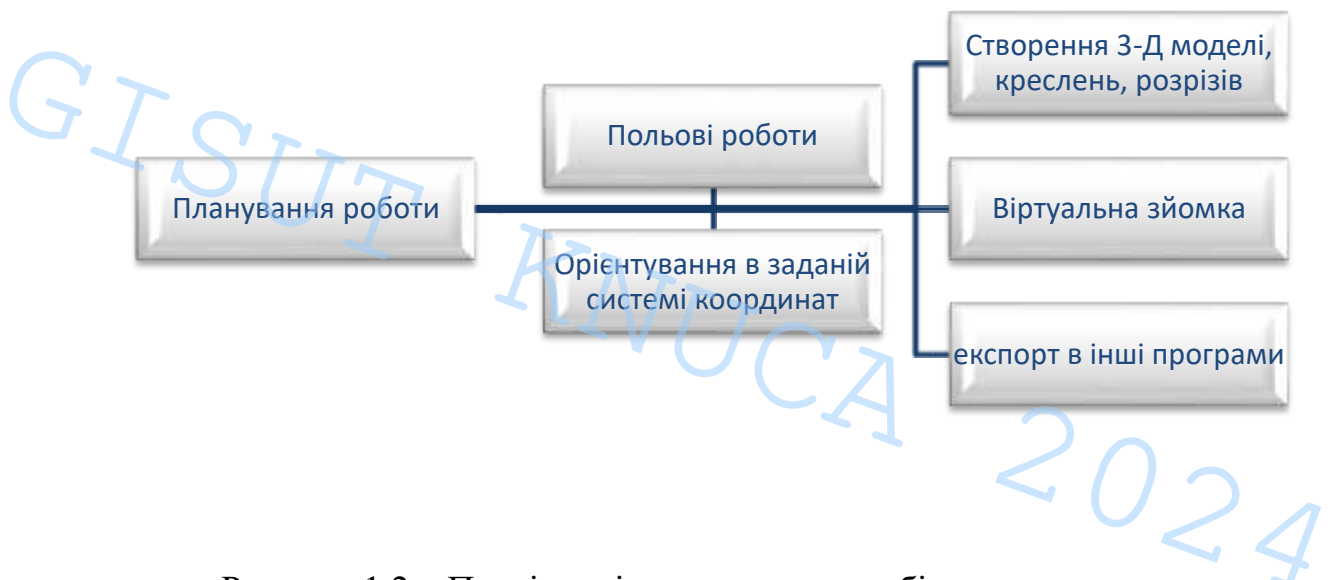 Планування роботи
Польові роботи
Орієнтування в заданій
системі координат
Створення 3-Д моделі,
креслень, розрізів
Віртуальна зйомка
експорт в інші програми
GISUT KNUCA 2024